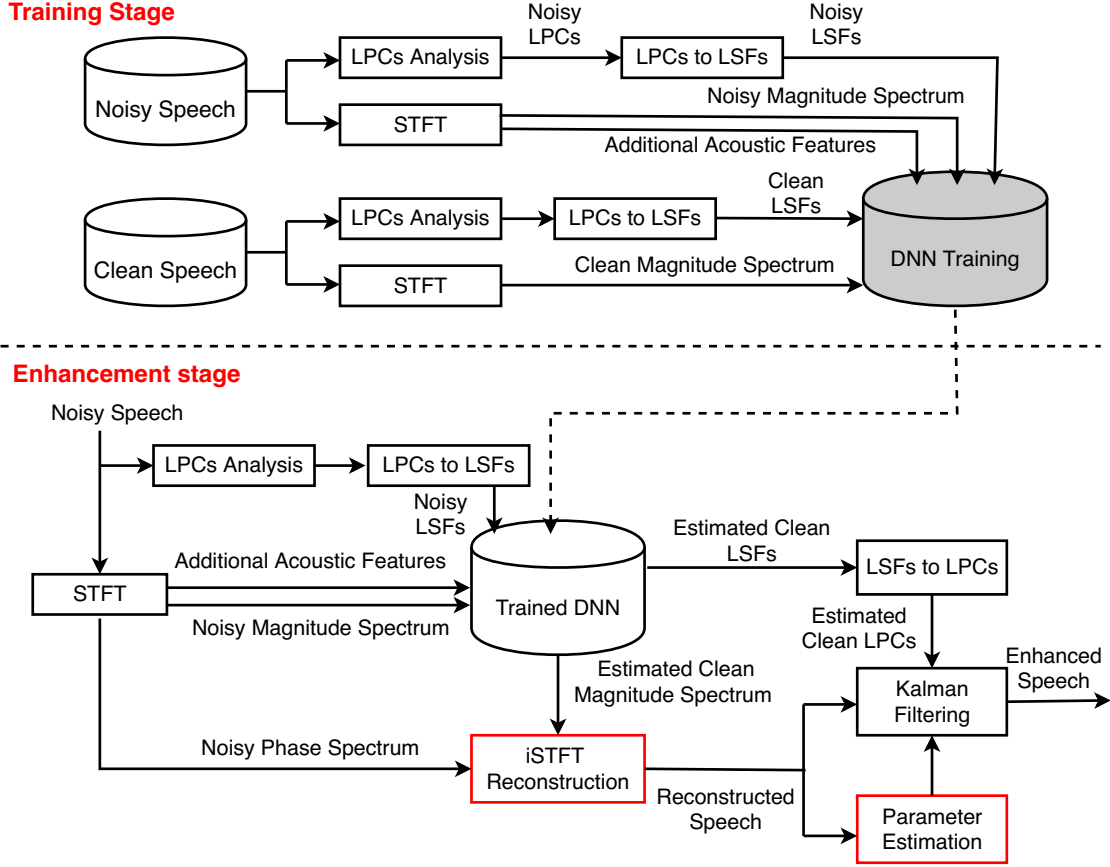 Training Stage
Noisy Speech
LPCs Analysis
Noisy
LPCs
LPCs to LSFs
Noisy
LSFs
STFT
Noisy Magnitude Spectrum
Additional Acoustic Features
Clean Speech
LPCs Analysis
LPCs to LSFs
Clean
LSFs
STFT
Clean Magnitude Spectrum
DNN Training
Enhancement stage
Noisy Speech
LPCs Analysis
LPCs to LSFs
Noisy
LSFs
STFT
Additional Acoustic Features
Noisy Magnitude Spectrum
Trained DNN
Estimated Clean
LSFs
LSFs to LPCs
Estimated
Clean LPCs
Estimated Clean
Magnitude Spectrum
Kalman
Filtering
Enhanced
Speech
Noisy Phase Spectrum
iSTFT
Reconstruction
Reconstructed
Speech
Parameter
Estimation